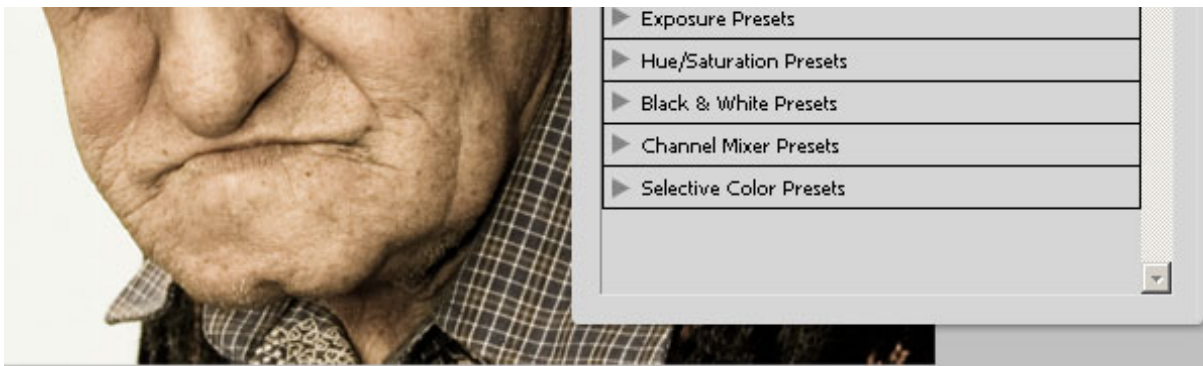 Exposure Presets
Hue/Saturation Presets
Black & White Presets
Channel Mixer Presets
Selective Color Presets